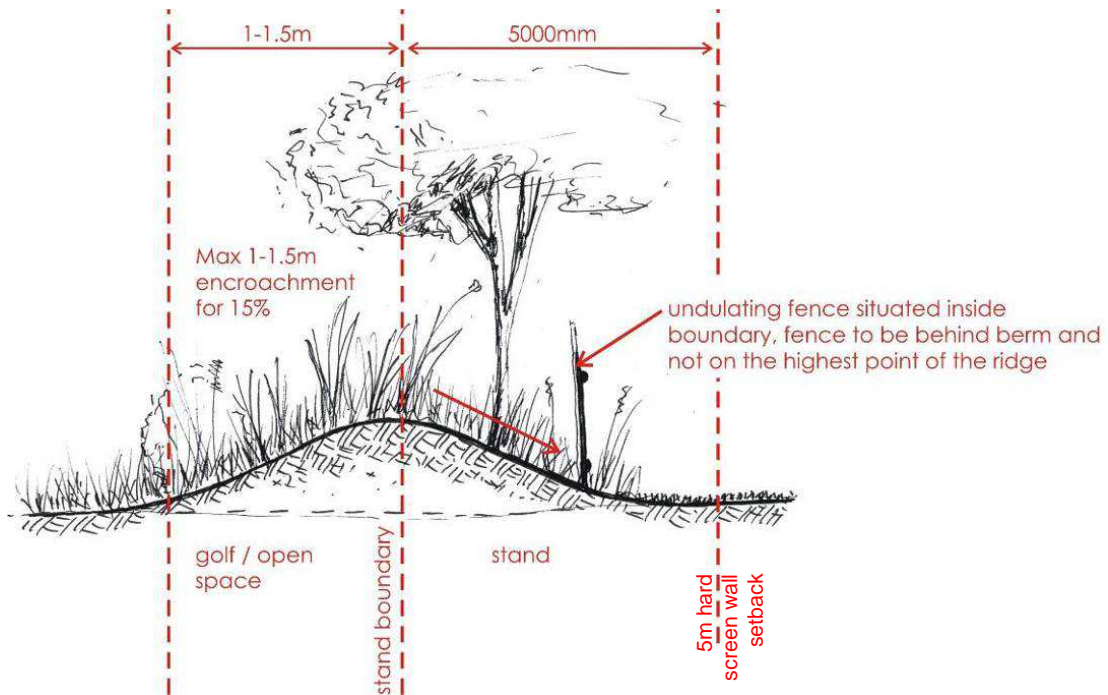 1-1.5m
5000mm
Max 1-1.5m
encroachment
for 15%
undulating fence situated inside
boundary, fence to be behind berm and
not on the highest point of the ridge
golf / open
space
stand boundary
stand
5m hard
screen wall
setback